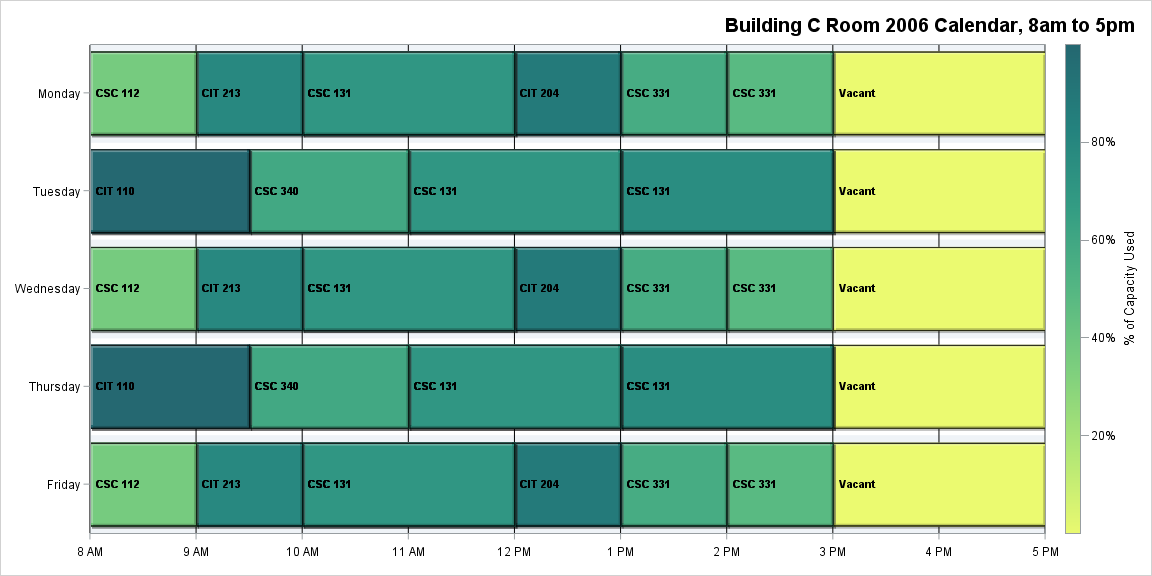 Building C Room 2006 Calendar, 8am to 5pm
Monday CSC 112 CIT 213 CSC 131 CIT 204 CSC 331 CSC 331 Vacant
80%
Tuesday CIT 110 CSC 340 CSC 131 CSC 131 Vacant
60%
% of Capacity Used
Wednesday CSC 112 CIT 213 CSC 131 CIT 204 CSC 331 CSC 331 Vacant
40%
Thursday CIT 110 CSC 340 CSC 131 CSC 131 Vacant
20%
Friday CSC 112 CIT 213 CSC 131 CIT 204 CSC 331 CSC 331 Vacant
8 AM 9 AM 10 AM 11 AM 12 PM 1 PM 2 PM 3 PM 4 PM 5 PM